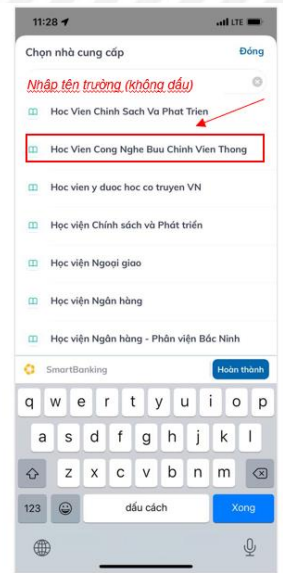 11:28
LTE
Chọn nhà cung cấp
Đóng
Nhập tên trường (không dấu)
Hoc Vien Chinh Sach Va Phat Trien
Hoc Vien Cong Nghe Buu Chinh Vien Thong
Hoc vien y duoc hoc co truyen VN
Học viện Chính sách và Phát triển
Học viện Ngoại giao
Học viện Ngân hàng
Học viện Ngân hàng - Phân viện Bắc Ninh
SmartBanking
Hoàn thành
q w e r t y u i o p
a s d f g h j k l
z x c v b n m
123 dấu cách Xong